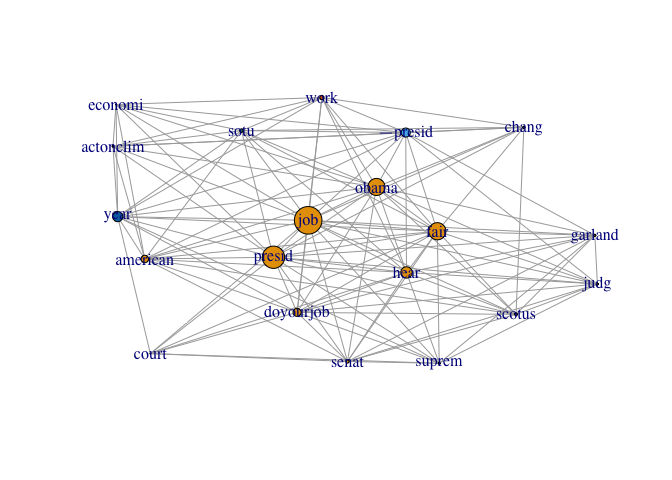 work
economi
chang
sotu
—presid
actonclim
obama
year
job
fair
garland
american
presid
hear
judg
doyourjob
scotus
court
senat
suprem